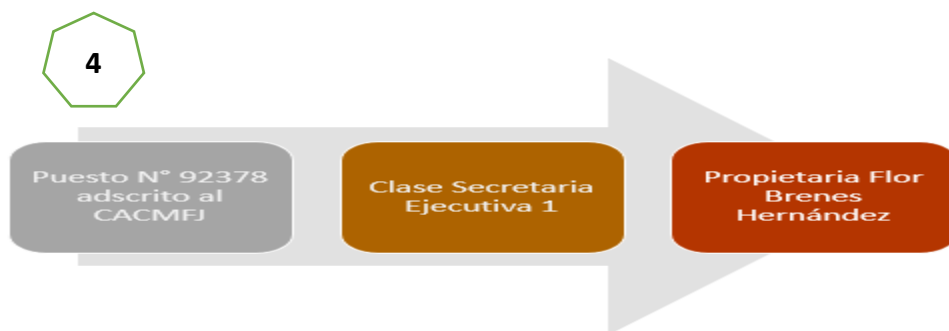 4
Puesto N° 92378
adscrito al
CACMFJ
Clase Secretaria
Ejecutiva 1
Propietaria Flor
Brenes
Hernández